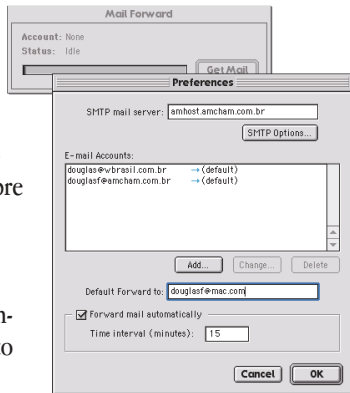 Mail Forward
Account: None
Status: Idle
Get Mail
Preferences
SMTP mail server: amhost.amcham.com.br
SMTP Options...
E-mail Accounts:
douglas@wbrasil.com.br → (default)
douglasf@amcham.com.br → (default)
Add... Change... Delete
Default Forward to: douglasf@mac.com
Forward mail automatically
Time interval (minutes): 15
Cancel OK
ore
n-
to